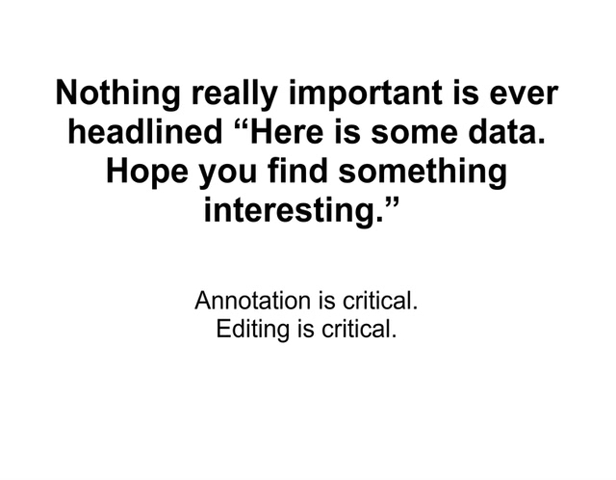 Nothing really important is ever
headlined “Here is some data.
Hope you find something
interesting.”
Annotation is critical.
Editing is critical.